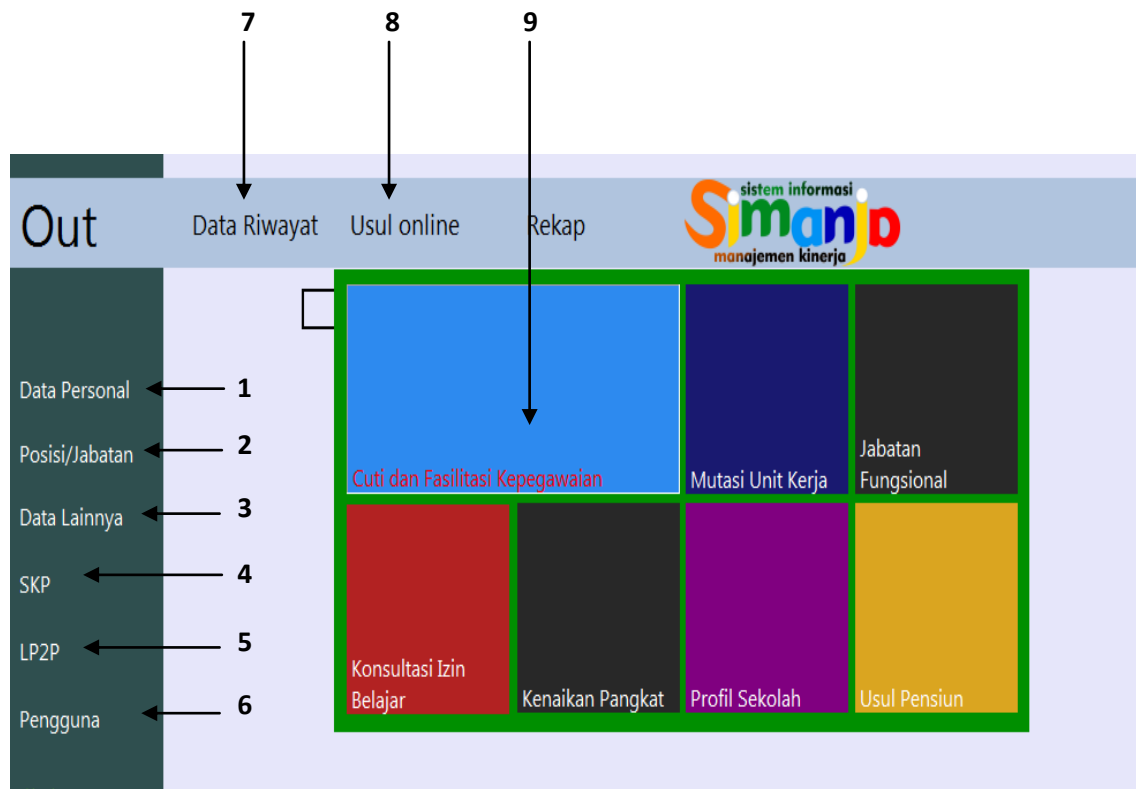 7 8 9
Out
Data Riwayat
Usul online
Rekap
sistem informasi
Simanja
manajemen kinerja
Data Personal 1
Posisi/Jabatan 2
Data Lainnya 3
SKP 4
LP2P 5
Pengguna 6
Cuti dan Fasilitasi Kepegawaian
Mutasi Unit Kerja
Jabatan
Fungsional
Konsultasi Izin
Belajar
Kenaikan Pangkat
Profil Sekolah
Usul Pensiun